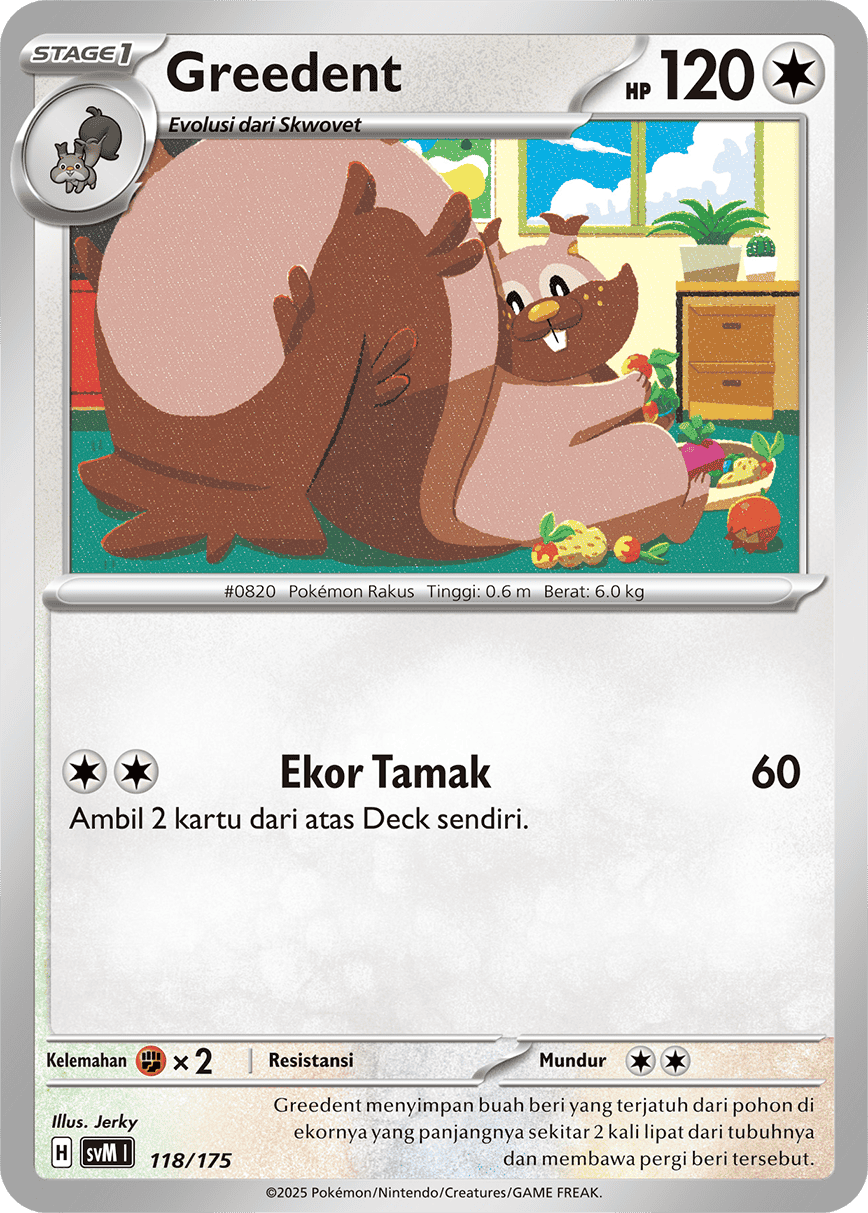 STAGE1
Greedent
HP 120
Evolusi dari Skwovet
#0820 Pokémon Rakus Tinggi: 0.6 m Berat: 6.0 kg
Ekor Tamak 60
Ambil 2 kartu dari atas Deck sendiri.
Kelemahan ×2 Resistansi Mundur
Illus. Jerky
Greedent menyimpan buah beri yang terjatuh dari pohon di
ekornya yang panjangnya sekitar 2 kali lipat dari tubuhnya
dan membawa pergi beri tersebut.
H svM I 118/175
©2025 Pokémon/Nintendo/Creatures/GAME FREAK.